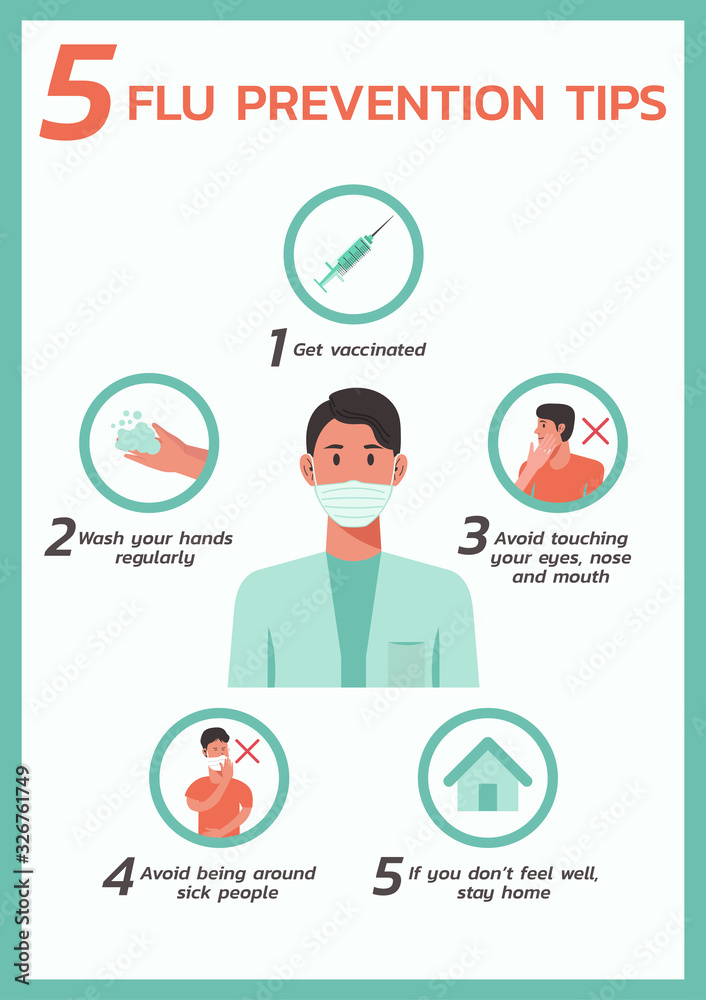 5 FLU PREVENTION TIPS
1 Get vaccinated
2 Wash your hands
regularly
3 Avoid touching
your eyes, nose
and mouth
4 Avoid being around
sick people
5 If you don't feel well,
stay home
Adobe Stock | #326761749